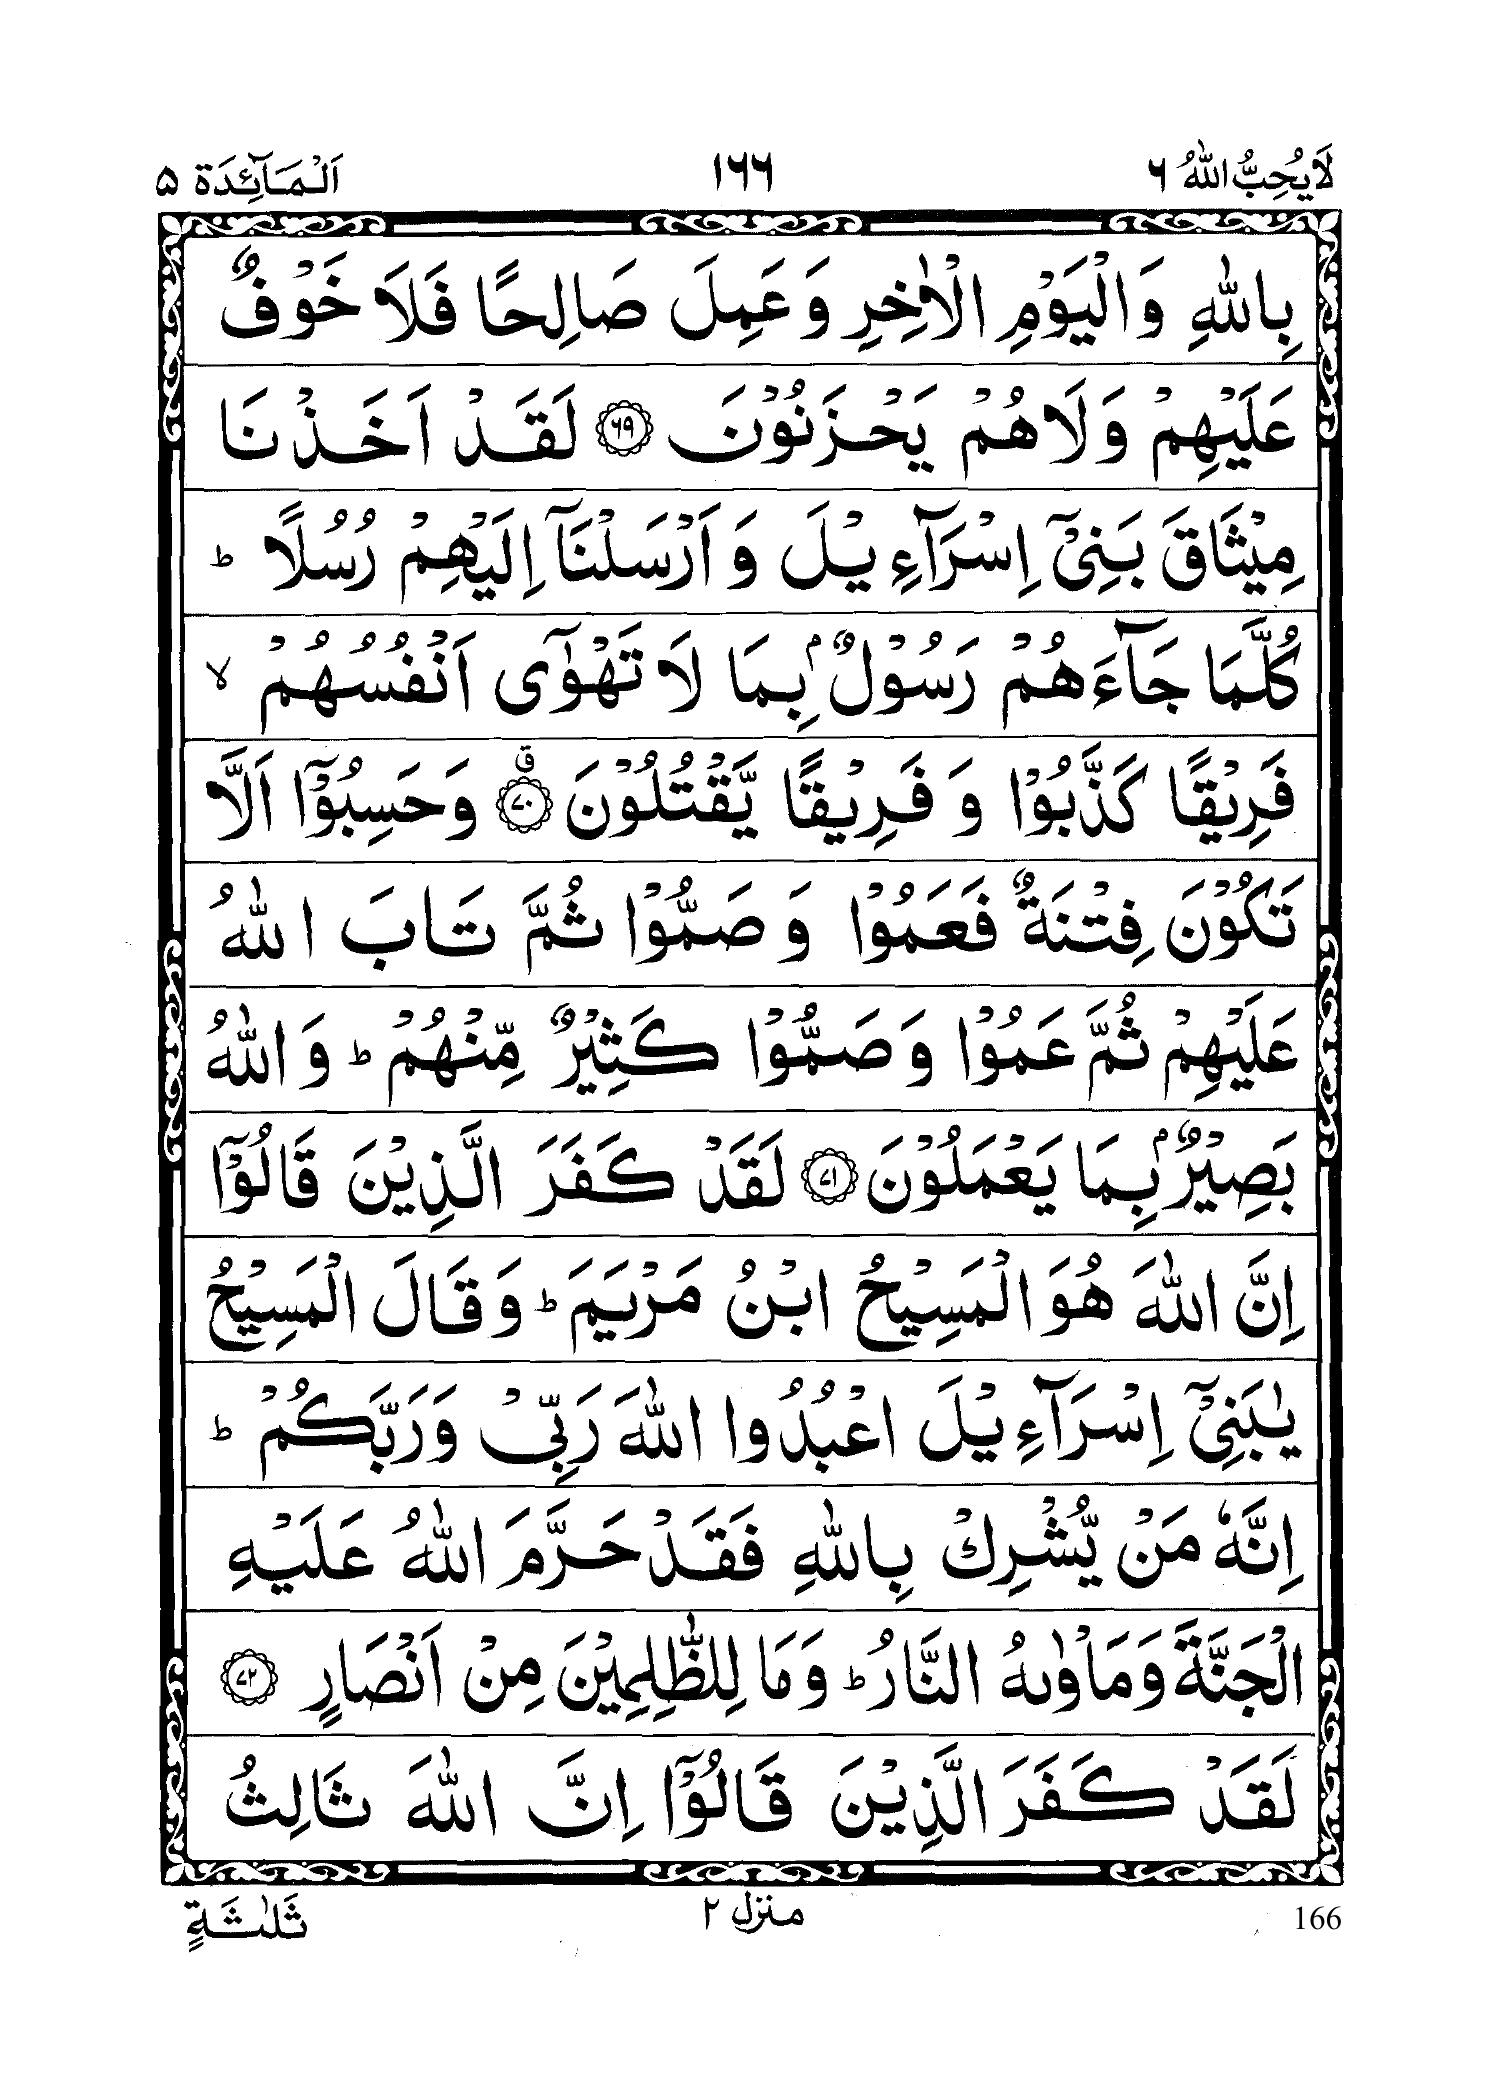 لَا يُحِبُّ اللّٰهُ ٦ ١٦٦ اَلْمَآئِدَة ٥
بِاللّٰهِ وَالْيَوْمِ الْاٰخِرِ وَعَمِلَ صَالِحًا فَلَا خَوْفٌ
عَلَيْهِمْ وَلَا هُمْ يَحْزَنُوْنَ ۝٦٩ لَقَدْ اَخَذْنَا
مِيْثَاقَ بَنِيْٓ اِسْرَآءِيْلَ وَاَرْسَلْنَآ اِلَيْهِمْ رُسُلًا ؕ
كُلَّمَا جَآءَهُمْ رَسُوْلٌۢ بِمَا لَا تَهْوٰٓى اَنْفُسُهُمْ ۙ
فَرِيْقًا كَذَّبُوْا وَفَرِيْقًا يَّقْتُلُوْنَ ۝٧٠ ق وَحَسِبُوْٓا اَلَّا
تَكُوْنَ فِتْنَةٌ فَعَمُوْا وَصَمُّوْا ثُمَّ تَابَ اللّٰهُ
عَلَيْهِمْ ثُمَّ عَمُوْا وَصَمُّوْا كَثِيْرٌ مِّنْهُمْ ؕ وَاللّٰهُ
بَصِيْرٌۢ بِمَا يَعْمَلُوْنَ ۝٧١ لَقَدْ كَفَرَ الَّذِيْنَ قَالُوْٓا
اِنَّ اللّٰهَ هُوَ الْمَسِيْحُ ابْنُ مَرْيَمَ ؕ وَقَالَ الْمَسِيْحُ
يٰبَنِيْٓ اِسْرَآءِيْلَ اعْبُدُوا اللّٰهَ رَبِّيْ وَرَبَّكُمْ ؕ
اِنَّهٗ مَنْ يُّشْرِكْ بِاللّٰهِ فَقَدْ حَرَّمَ اللّٰهُ عَلَيْهِ
الْجَنَّةَ وَمَاْوٰىهُ النَّارُ ؕ وَمَا لِلظّٰلِمِيْنَ مِنْ اَنْصَارٍ ۝٧٢
لَقَدْ كَفَرَ الَّذِيْنَ قَالُوْٓا اِنَّ اللّٰهَ ثَالِثُ
166 منزل ٢ ثَلٰثَةٍ